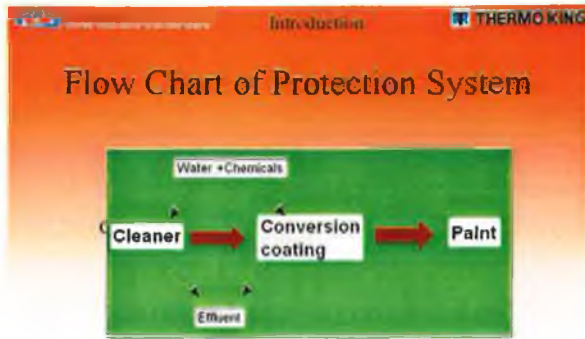 Introduction
THERMO KING
Flow Chart of Protection System
Water +Chemicals
Cleaner
Conversion
coating
Paint
Effluent